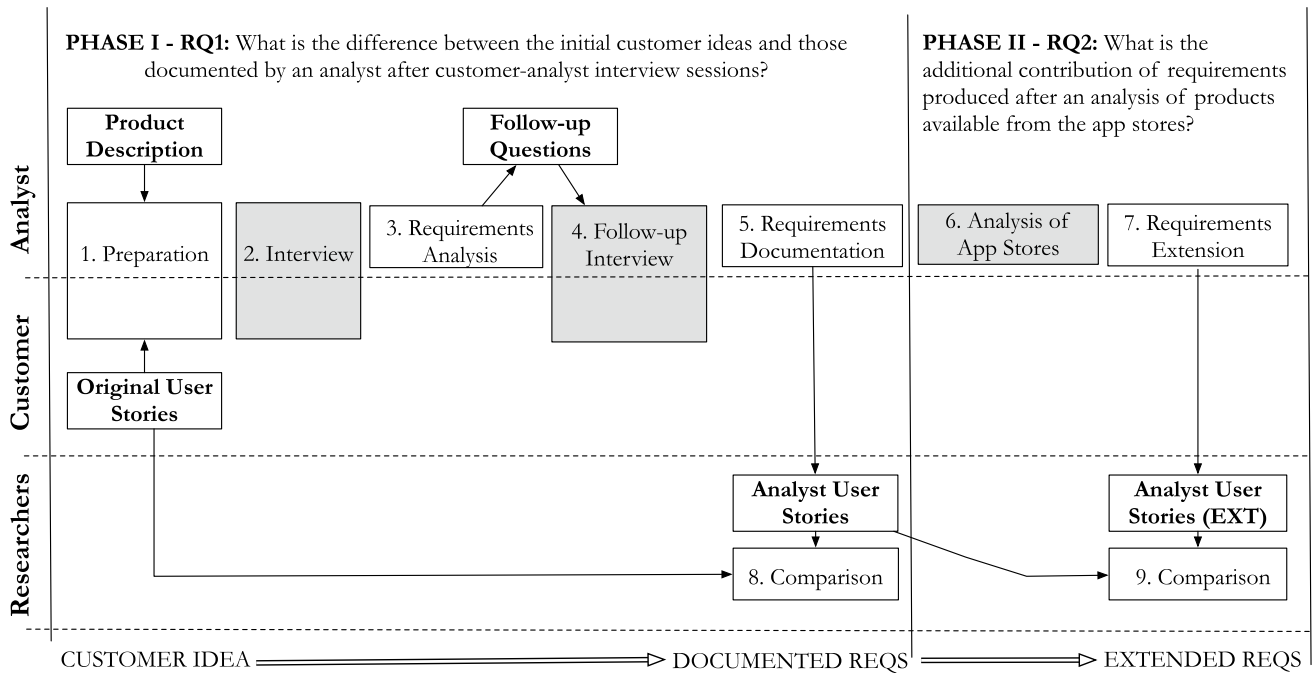 PHASE I - RQ1: What is the difference between the initial customer ideas and those
documented by an analyst after customer-analyst interview sessions?
PHASE II - RQ2: What is the
additional contribution of requirements
produced after an analysis of products
available from the app stores?
Analyst
Product
Description
Follow-up
Questions
1. Preparation
2. Interview
3. Requirements
Analysis
4. Follow-up
Interview
5. Requirements
Documentation
6. Analysis of
App Stores
7. Requirements
Extension
Customer
Original User
Stories
Researchers
Analyst User
Stories
Analyst User
Stories (EXT)
8. Comparison
9. Comparison
CUSTOMER IDEA
DOCUMENTED REQS
EXTENDED REQS